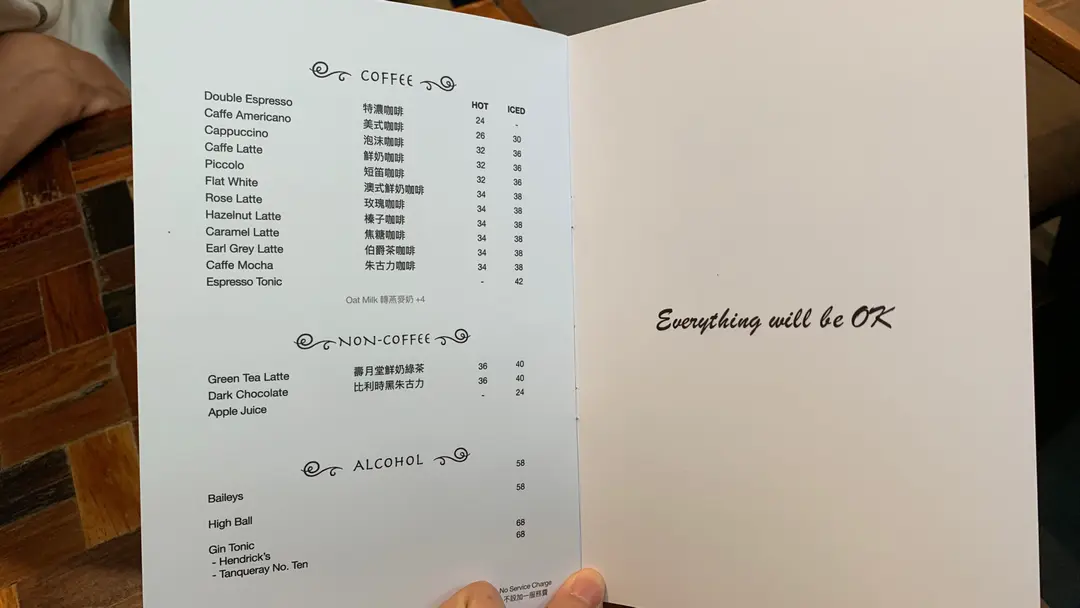 COFFEE
HOT ICED
Double Espresso 特濃咖啡 24 -
Caffe Americano 美式咖啡 26 30
Cappuccino 泡沫咖啡 32 36
Caffe Latte 鮮奶咖啡 32 36
Piccolo 短笛咖啡 32 36
Flat White 澳式鮮奶咖啡 34 38
Rose Latte 玫瑰咖啡 34 38
Hazelnut Latte 榛子咖啡 34 38
Caramel Latte 焦糖咖啡 34 38
Earl Grey Latte 伯爵茶咖啡 34 38
Caffe Mocha 朱古力咖啡 34 38
Espresso Tonic - 42
Oat Milk 轉燕麥奶 +4
NON-COFFEE
Green Tea Latte 壽月堂鮮奶綠茶 36 40
Dark Chocolate 比利時黑朱古力 36 40
Apple Juice - 24
ALCOHOL
Baileys 58
High Ball 58
Gin Tonic
- Hendrick's 68
- Tanqueray No. Ten 68
No Service Charge
不設加一服務費
Everything will be OK